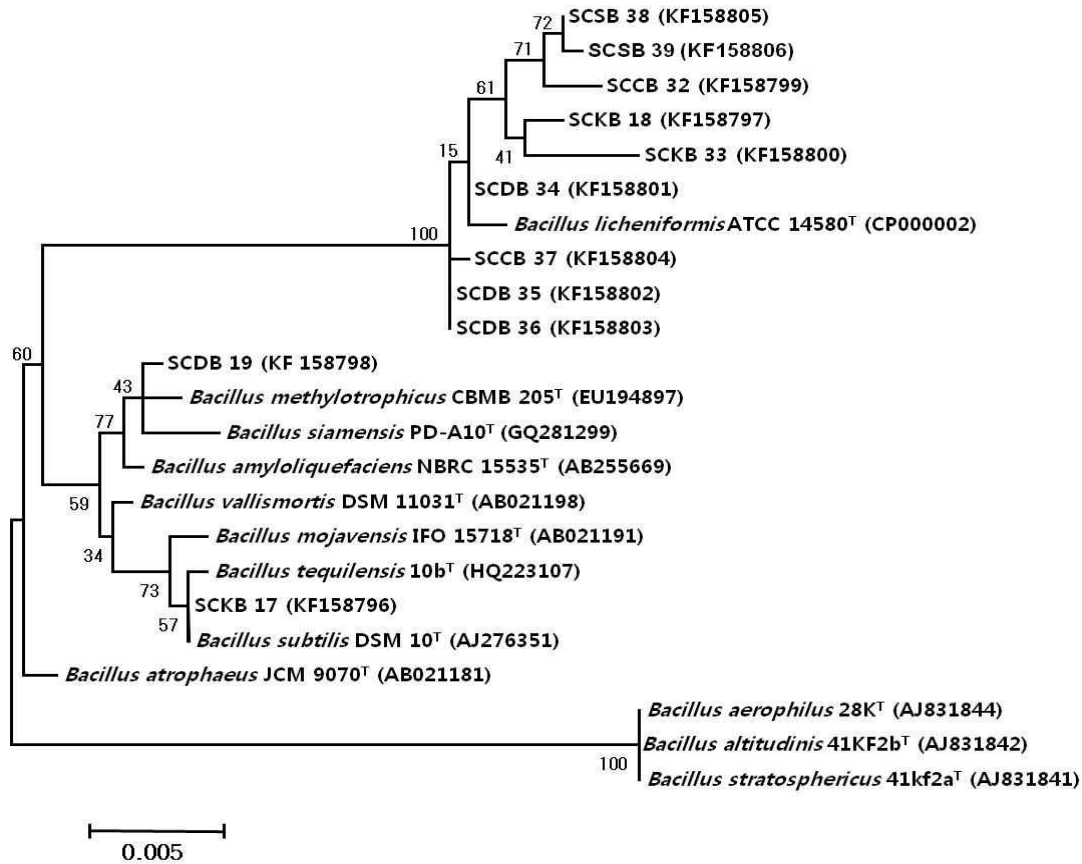 72
SCSB 38 (KF158805)
SCSB 39 (KF158806)
71
SCCB 32 (KF158799)
61
SCKB 18 (KF158797)
41
SCKB 33 (KF158800)
15
SCDB 34 (KF158801)
Bacillus licheniformis ATCC 14580ᵀ (CP000002)
100
SCCB 37 (KF158804)
SCDB 35 (KF158802)
SCDB 36 (KF158803)
60
SCDB 19 (KF 158798)
43
Bacillus methylotrophicus CBMB 205ᵀ (EU194897)
77
Bacillus siamensis PD-A10ᵀ (GQ281299)
Bacillus amyloliquefaciens NBRC 15535ᵀ (AB255669)
59
Bacillus vallismortis DSM 11031ᵀ (AB021198)
34
Bacillus mojavensis IFO 15718ᵀ (AB021191)
73
Bacillus tequilensis 10bᵀ (HQ223107)
SCKB 17 (KF158796)
57
Bacillus subtilis DSM 10ᵀ (AJ276351)
Bacillus atrophaeus JCM 9070ᵀ (AB021181)
Bacillus aerophilus 28Kᵀ (AJ831844)
Bacillus altitudinis 41KF2bᵀ (AJ831842)
100
Bacillus stratosphericus 41kf2aᵀ (AJ831841)
0.005